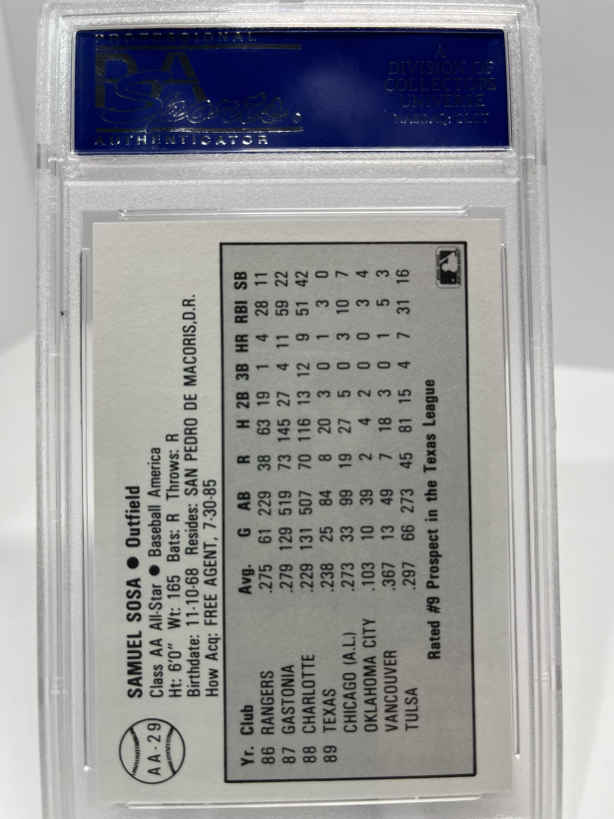 PROFESSIONAL
PSA
Sports
AUTHENTICATOR
A
DIVISION OF
COLLECTORS
UNIVERSE
NASDAQ: CLCT
AA-29
SAMUEL SOSA ● Outfield
Class AA All-Star ● Baseball America
Ht: 6'0" Wt: 165 Bats: R Throws: R
Birthdate: 11-10-68 Resides: SAN PEDRO DE MACORIS,D.R.
How Acq: FREE AGENT, 7-30-85
Yr. Club Avg. G AB R H 2B 3B HR RBI SB
86 RANGERS .275 61 229 38 63 19 1 4 28 11
87 GASTONIA .279 129 519 73 145 27 4 11 59 22
88 CHARLOTTE .229 131 507 70 116 13 12 9 51 42
89 TEXAS .238 25 84 8 20 3 0 1 3 0
CHICAGO (A.L.) .273 33 99 19 27 5 0 3 10 7
OKLAHOMA CITY .103 10 39 2 4 2 0 0 3 4
VANCOUVER .367 13 49 7 18 3 0 1 5 3
TULSA .297 66 273 45 81 15 4 7 31 16
Rated #9 Prospect in the Texas League